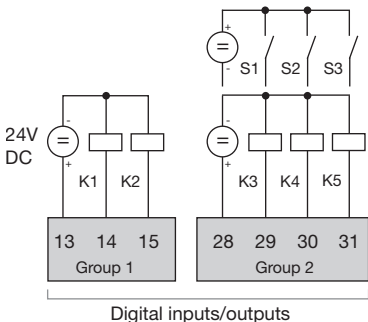 +
=
-
S1 S2 S3
24V
DC
- -
= =
+ +
K1 K2 K3 K4 K5
13 14 15 28 29 30 31
Group 1 Group 2
Digital inputs/outputs